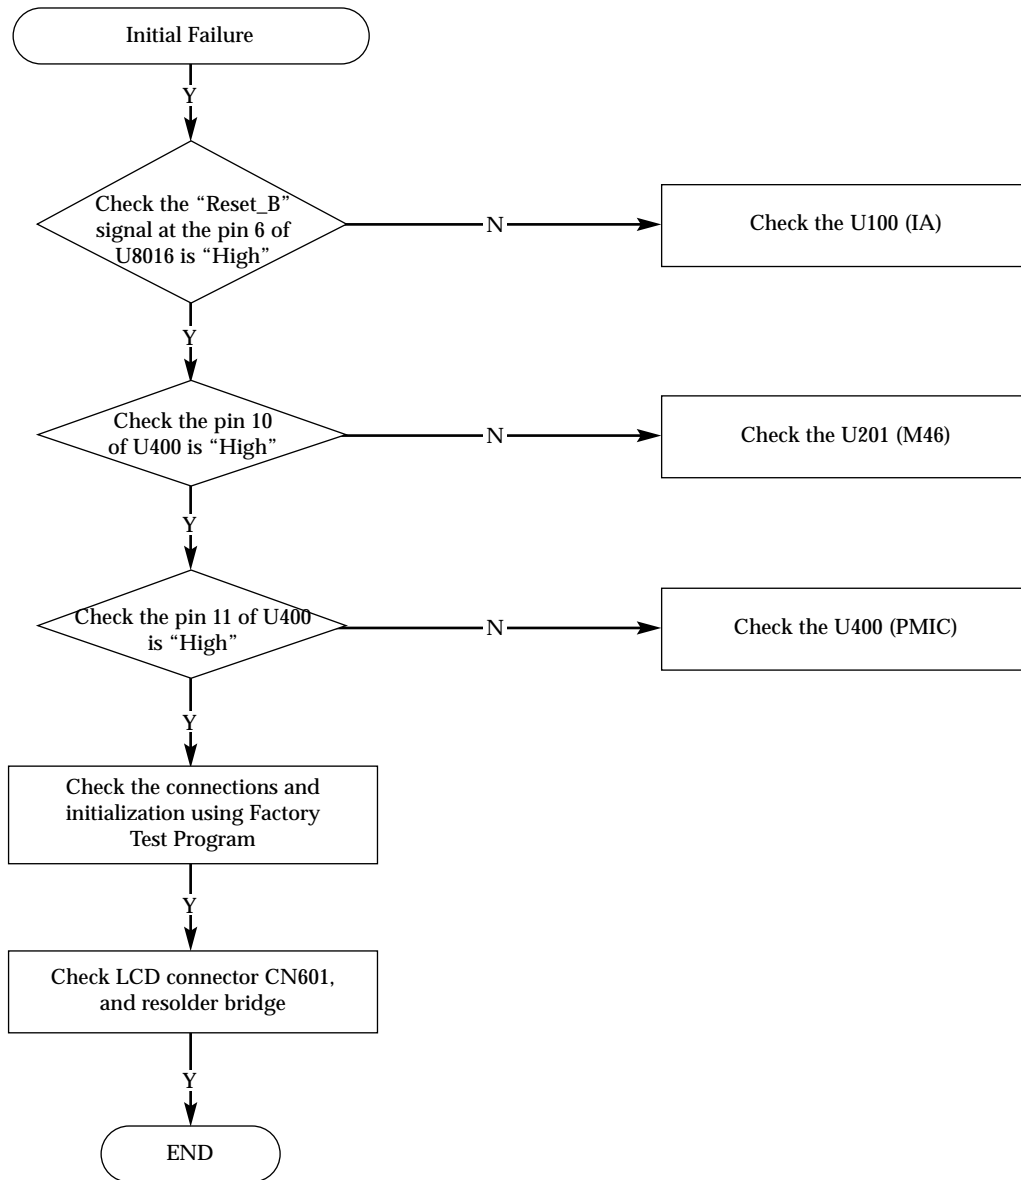 Initial Failure
Y
Check the “Reset_B”
signal at the pin 6 of
U8016 is “High”
N
Check the U100 (IA)
Y
Check the pin 10
of U400 is “High”
N
Check the U201 (M46)
Y
Check the pin 11 of U400
is “High”
N
Check the U400 (PMIC)
Y
Check the connections and
initialization using Factory
Test Program
Y
Check LCD connector CN601,
and resolder bridge
Y
END